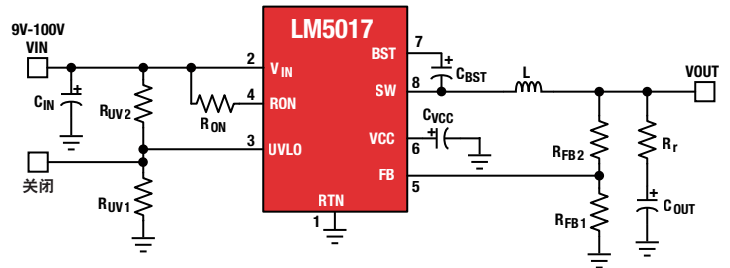 9V-100V
VIN
LM5017
7
BST
2
VIN
CBST
L
VOUT
8
SW
CIN
4
RON
RUV2
RON
CVCC
3
UVLO
VCC
6
RFB2
Rr
关闭
FB
5
RUV1
RTN
1
RFB1
COUT